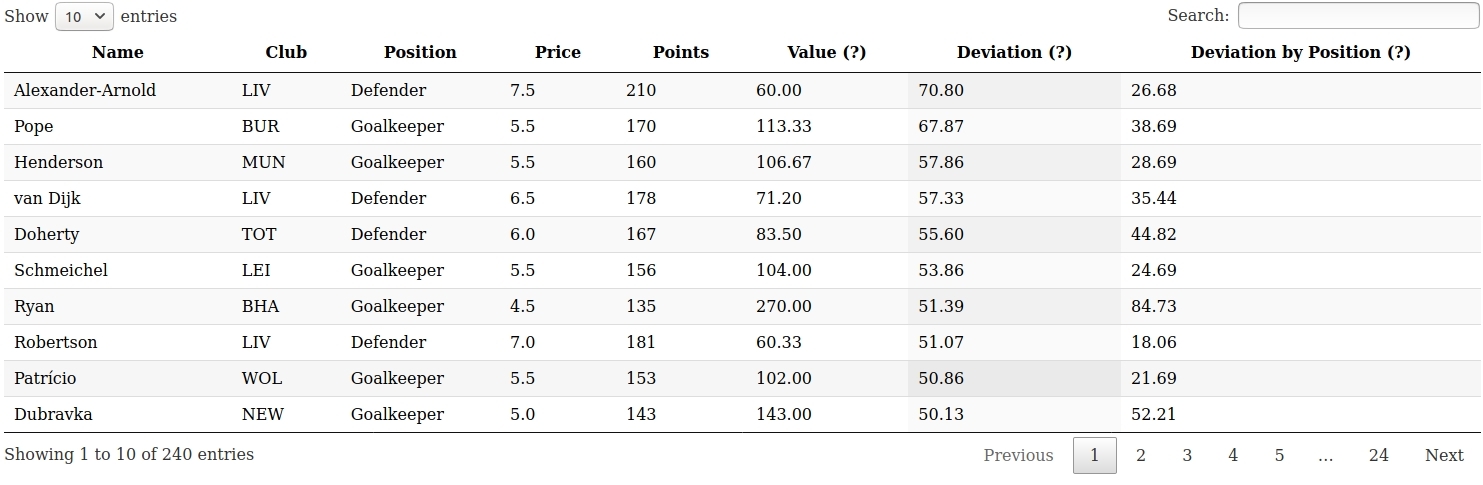 Show 10 entries Search:
Name Club Position Price Points Value (?) Deviation (?) Deviation by Position (?)
Alexander-Arnold LIV Defender 7.5 210 60.00 70.80 26.68
Pope BUR Goalkeeper 5.5 170 113.33 67.87 38.69
Henderson MUN Goalkeeper 5.5 160 106.67 57.86 28.69
van Dijk LIV Defender 6.5 178 71.20 57.33 35.44
Doherty TOT Defender 6.0 167 83.50 55.60 44.82
Schmeichel LEI Goalkeeper 5.5 156 104.00 53.86 24.69
Ryan BHA Goalkeeper 4.5 135 270.00 51.39 84.73
Robertson LIV Defender 7.0 181 60.33 51.07 18.06
Patrício WOL Goalkeeper 5.5 153 102.00 50.86 21.69
Dubravka NEW Goalkeeper 5.0 143 143.00 50.13 52.21
Showing 1 to 10 of 240 entries Previous 1 2 3 4 5 … 24 Next